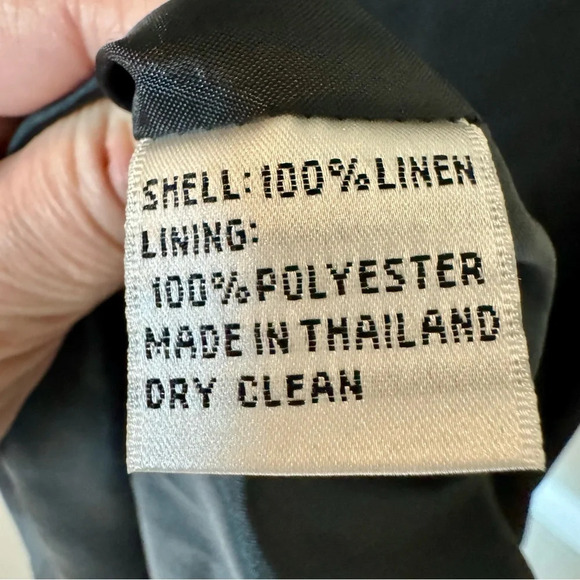 SHELL: 100% LINEN
LINING:
100% POLYESTER
MADE IN THAILAND
DRY CLEAN